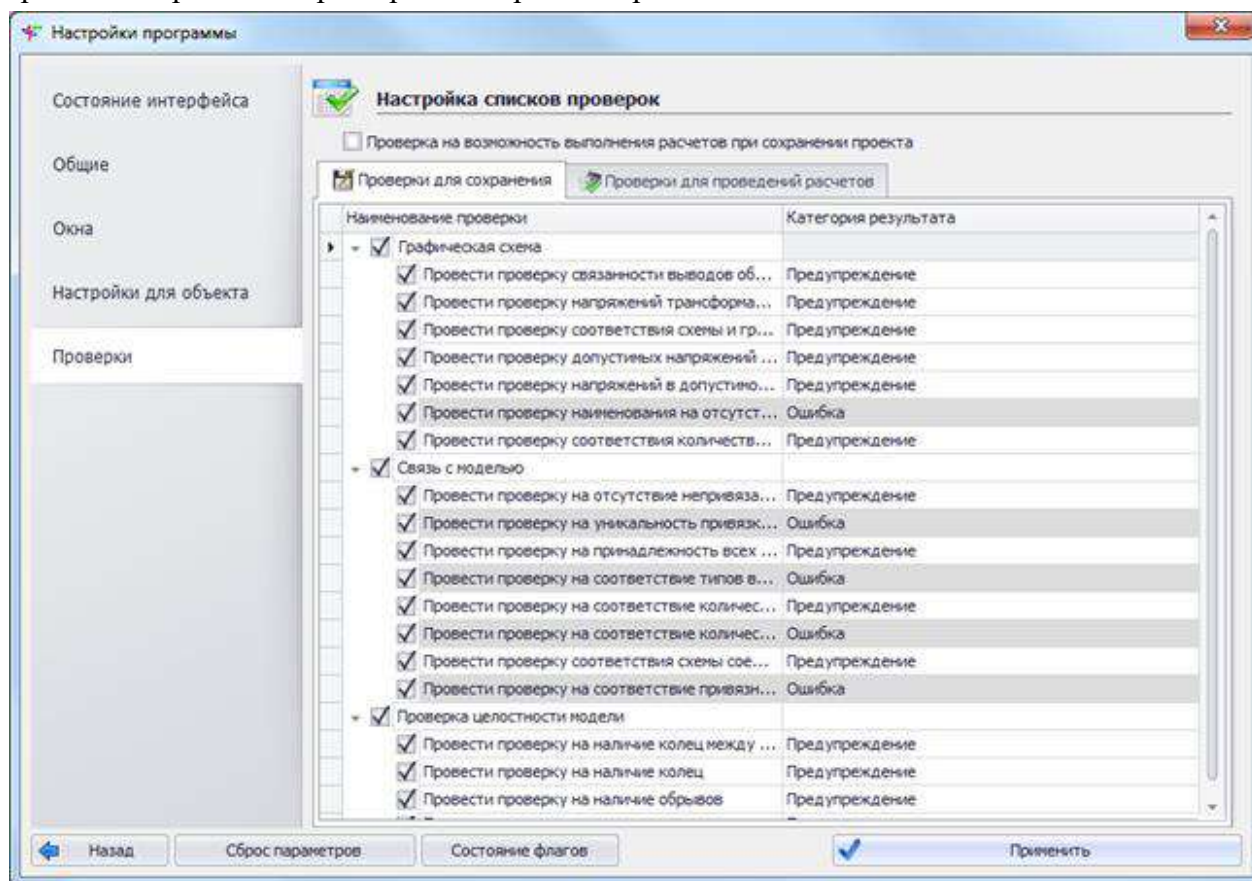 Настройки программы
Состояние интерфейса
Общие
Окна
Настройки для объекта
Проверки
Настройка списков проверок
Проверка на возможность выполнения расчетов при сохранении проекта
Проверки для сохранения
Проверки для проведений расчетов
Наименование проверки Категория результата
Графическая схема
Провести проверку связанности выводов об... Предупреждение
Провести проверку напряжений трансформа... Предупреждение
Провести проверку соответствия схемы и гр... Предупреждение
Провести проверку допустимых напряжений ... Предупреждение
Провести проверку напряжений в допустимо... Предупреждение
Провести проверку наименования на отсутст... Ошибка
Провести проверку соответствия количеств... Предупреждение
Связь с моделью
Провести проверку на отсутствие непривяза... Предупреждение
Провести проверку на уникальность привязк... Ошибка
Провести проверку на принадлежность всех ... Предупреждение
Провести проверку на соответствие типов в... Ошибка
Провести проверку на соответствие количес... Предупреждение
Провести проверку на соответствие количес... Ошибка
Провести проверку соответствия схемы сое... Предупреждение
Провести проверку на соответствие привязн... Ошибка
Проверка целостности модели
Провести проверку на наличие колец между ... Предупреждение
Провести проверку на наличие колец Предупреждение
Провести проверку на наличие обрывов Предупреждение
Назад
Сброс параметров
Состояние флагов
Применить